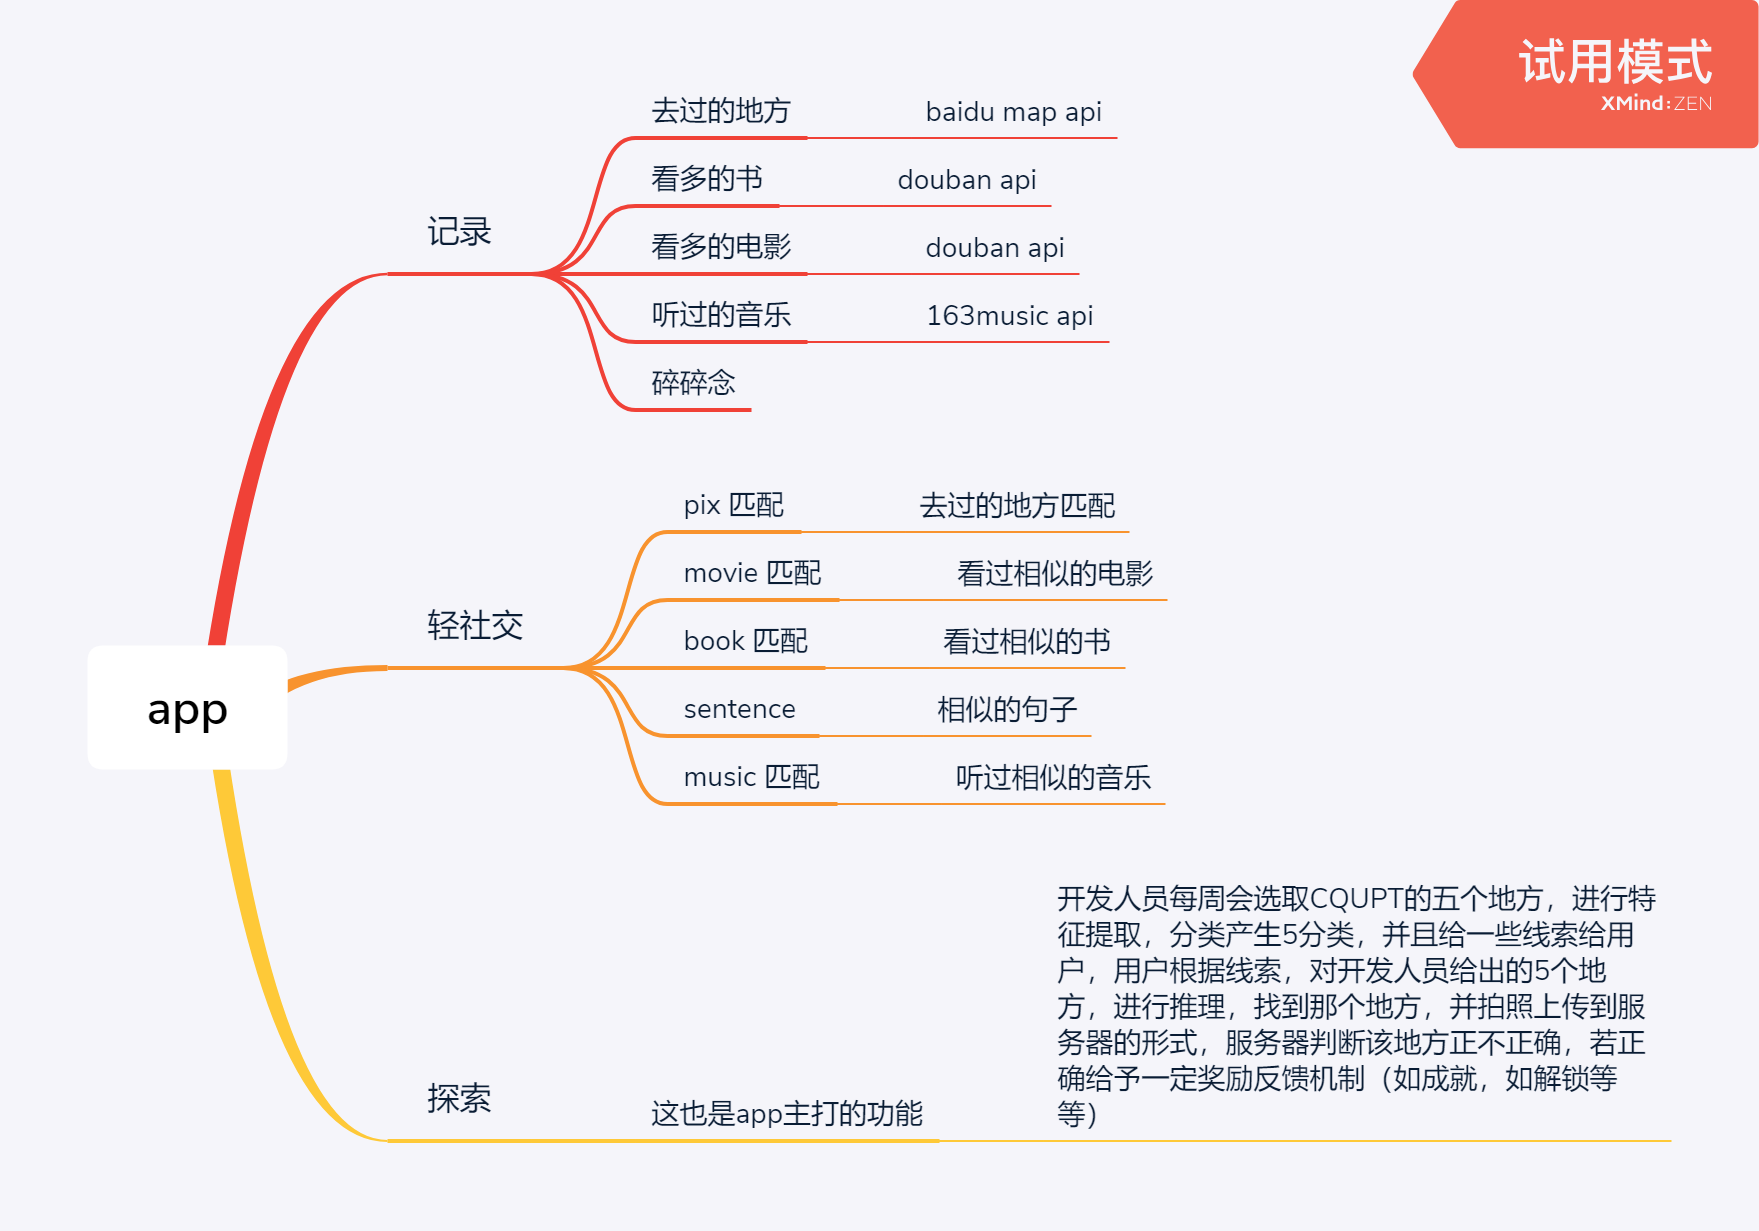 试用模式
XMind:ZEN
app
记录
去过的地方
baidu map api
看多的书
douban api
看多的电影
douban api
听过的音乐
163music api
碎碎念
轻社交
pix 匹配
去过的地方匹配
movie 匹配
看过相似的电影
book 匹配
看过相似的书
sentence
相似的句子
music 匹配
听过相似的音乐
探索
这也是app主打的功能
开发人员每周会选取CQUPT的五个地方，进行特
征提取，分类产生5分类，并且给一些线索给用
户，用户根据线索，对开发人员给出的5个地
方，进行推理，找到那个地方，并拍照上传到服
务器的形式，服务器判断该地方正不正确，若正
确给予一定奖励反馈机制（如成就，如解锁等
等）